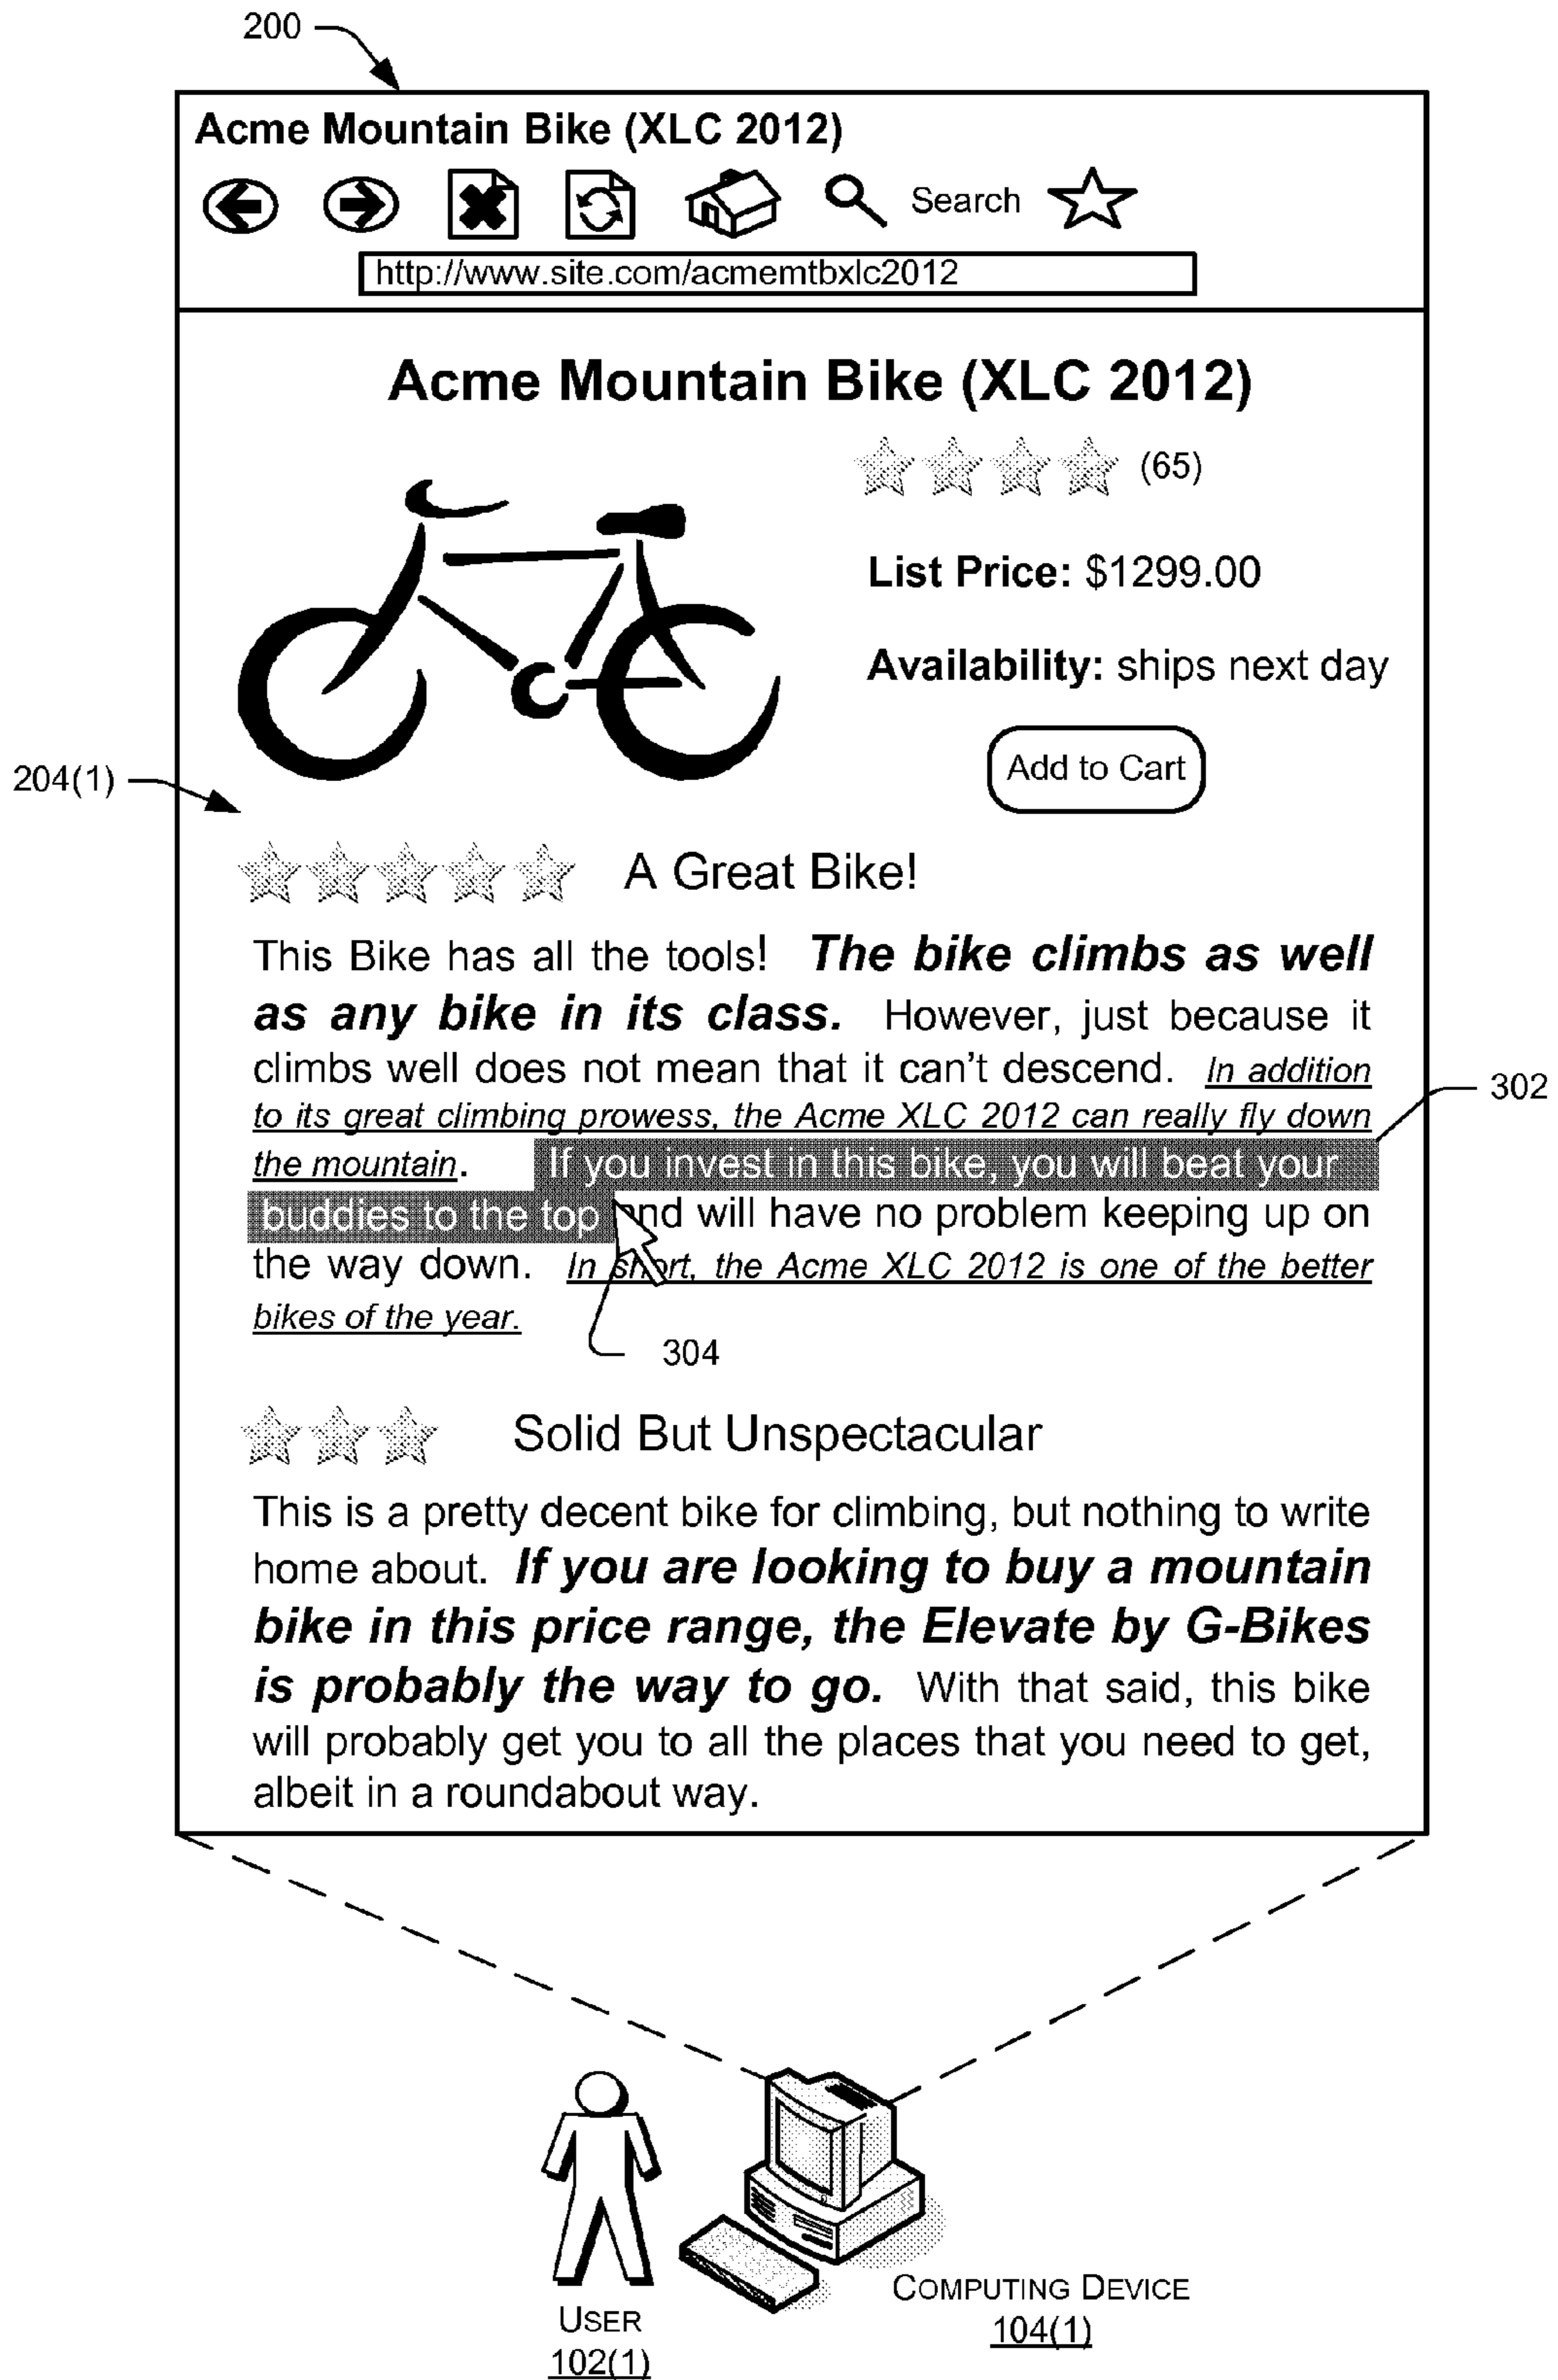 200
Acme Mountain Bike (XLC 2012)
Search
http://www.site.com/acmemtbxlc2012
Acme Mountain Bike (XLC 2012)
(65)
List Price: $1299.00
Availability: ships next day
Add to Cart
204(1)
A Great Bike!
This Bike has all the tools! The bike climbs as well
as any bike in its class. However, just because it
climbs well does not mean that it can't descend. In addition
to its great climbing prowess, the Acme XLC 2012 can really fly down
302
the mountain. If you invest in this bike, you will beat your
buddies to the top and will have no problem keeping up on
the way down. In short, the Acme XLC 2012 is one of the better
bikes of the year.
304
Solid But Unspectacular
This is a pretty decent bike for climbing, but nothing to write
home about. If you are looking to buy a mountain
bike in this price range, the Elevate by G-Bikes
is probably the way to go. With that said, this bike
will probably get you to all the places that you need to get,
albeit in a roundabout way.
USER
102(1)
COMPUTING DEVICE
104(1)